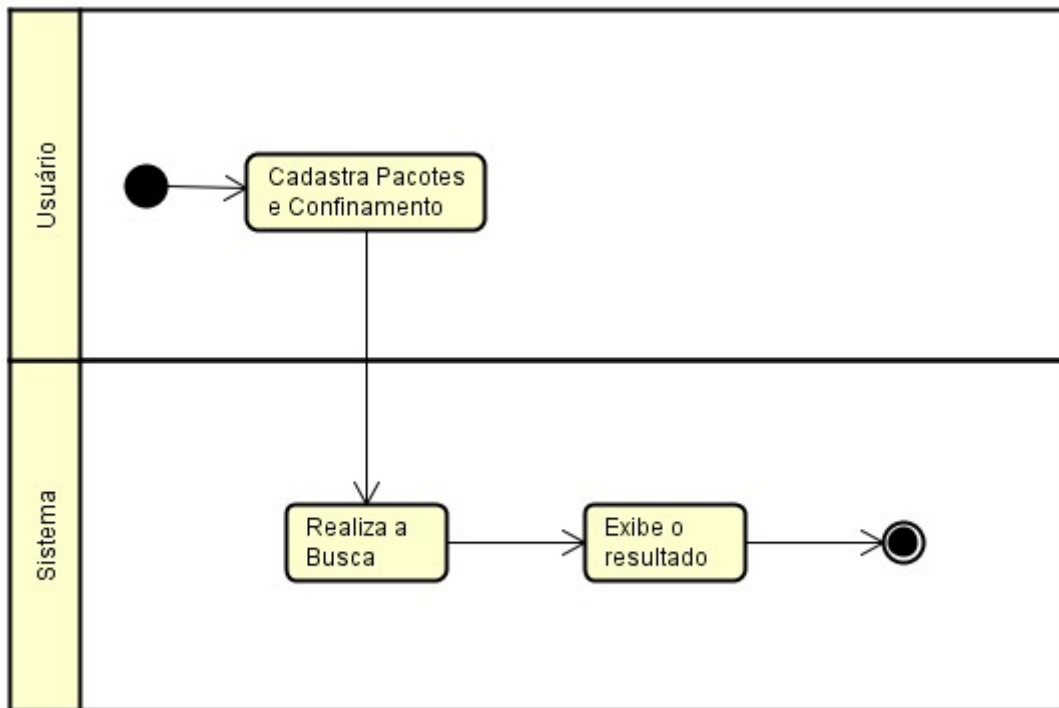 Usuário
Cadastra Pacotes
e Confinamento
Sistema
Realiza a
Busca
Exibe o
resultado